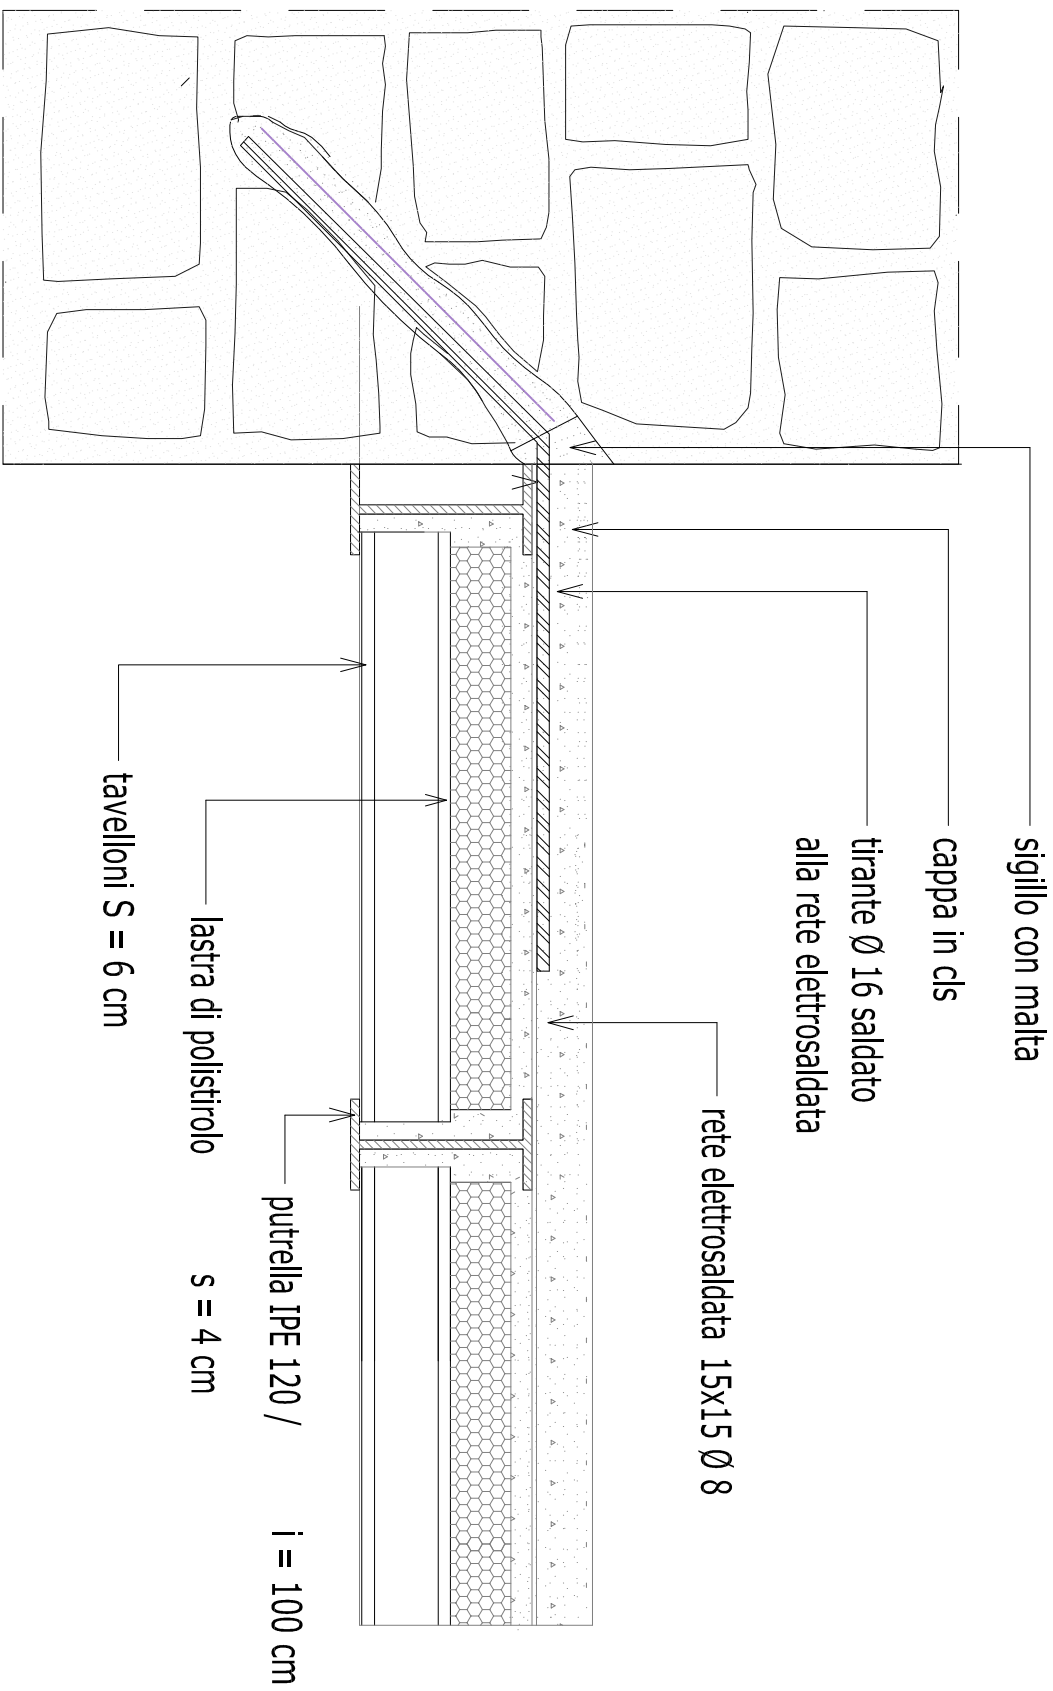 sigillo con malta
cappa in cls
tirante Ø 16 saldato
alla rete elettrosaldata
rete elettrosaldata 15x15 Ø 8
putrella IPE 120 / i = 100 cm
lastra di polistirolo s = 4 cm
tavelloni S = 6 cm